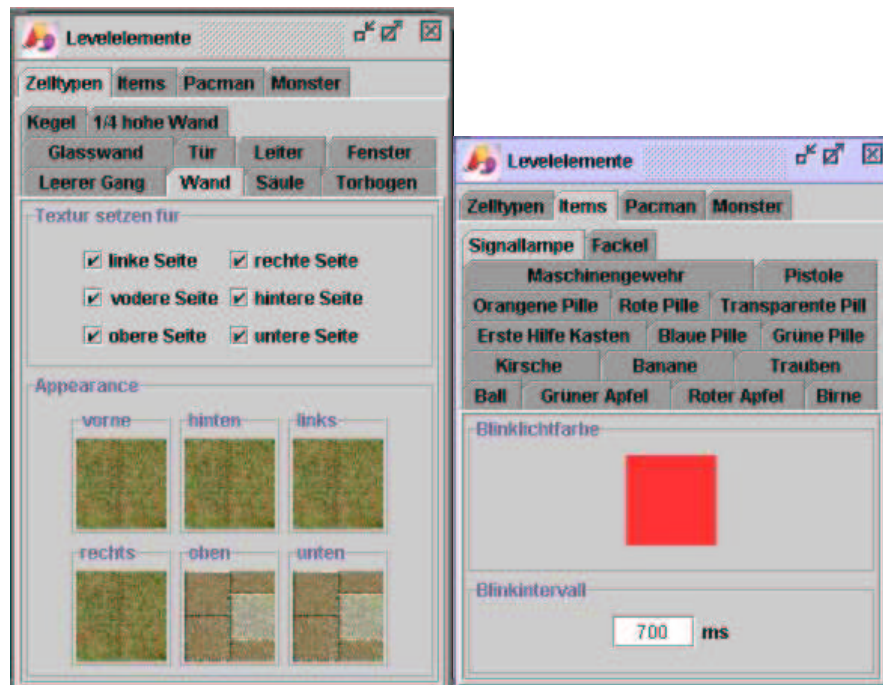 Levelelemente
Zelltypen Items Pacman Monster
Kegel 1/4 hohe Wand
Glasswand Tür Leiter Fenster
Leerer Gang Wand Säule Torbogen
Textur setzen für
linke Seite rechte Seite
vodere Seite hintere Seite
obere Seite untere Seite
Appearance
vorne hinten links
rechts oben unten
Levelelemente
Zelltypen Items Pacman Monster
Signallampe Fackel
Maschinengewehr Pistole
Orangene Pille Rote Pille Transparente Pill
Erste Hilfe Kasten Blaue Pille Grüne Pille
Kirsche Banane Trauben
Ball Grüner Apfel Roter Apfel Birne
Blinklichtfarbe
Blinkintervall
700 ms